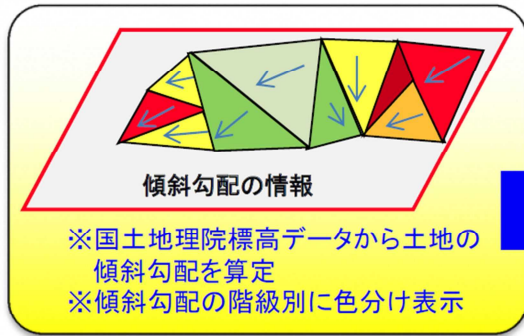 傾斜勾配の情報
※国土地理院標高データから土地の
傾斜勾配を算定
※傾斜勾配の階級別に色分け表示